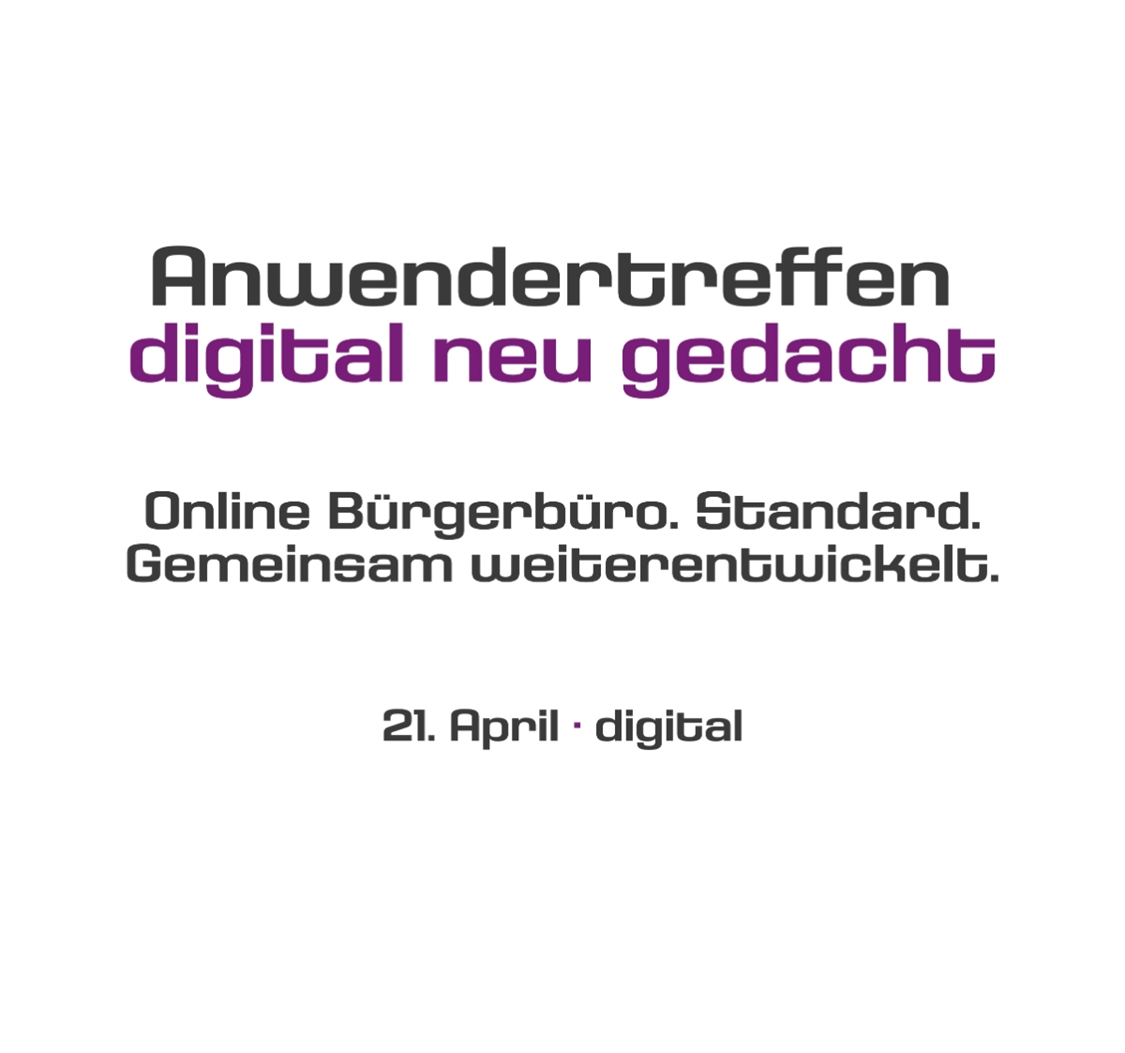 Anwendertreffen
digital neu gedacht
Online Bürgerbüro. Standard.
Gemeinsam weiterentwickelt.
21. April · digital